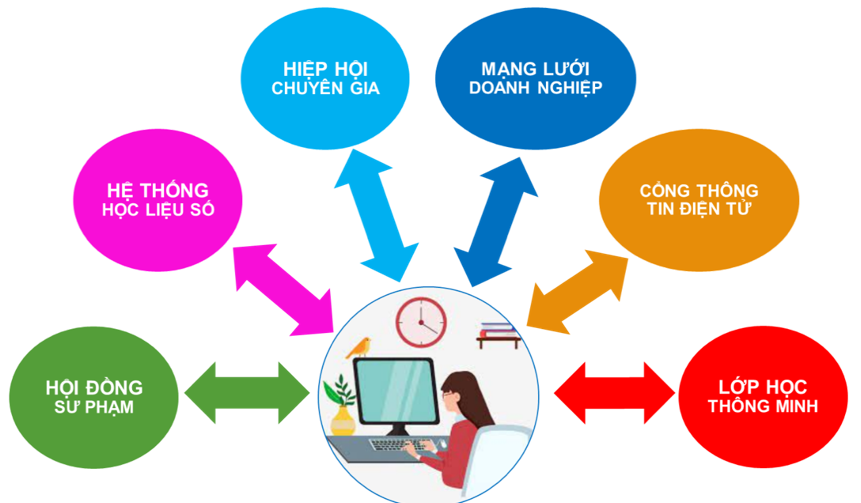 HIỆP HỘI
CHUYÊN GIA
MẠNG LƯỚI
DOANH NGHIỆP
HỆ THỐNG
HỌC LIỆU SỐ
CỔNG THÔNG
TIN ĐIỆN TỬ
HỘI ĐỒNG
SƯ PHẠM
LỚP HỌC
THÔNG MINH